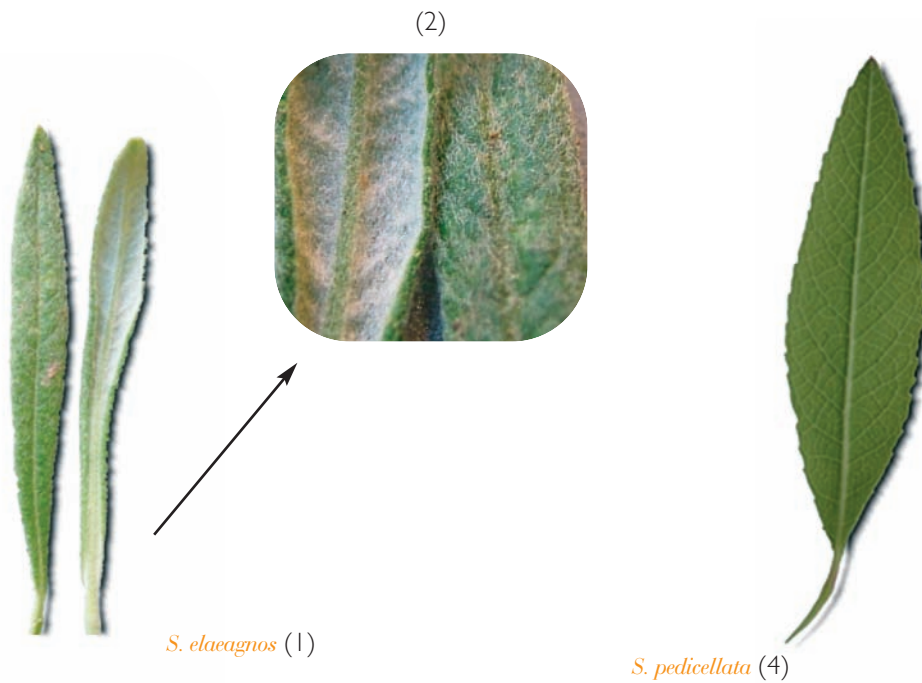 (2)
S. elaeagnos (1)
S. pedicellata (4)